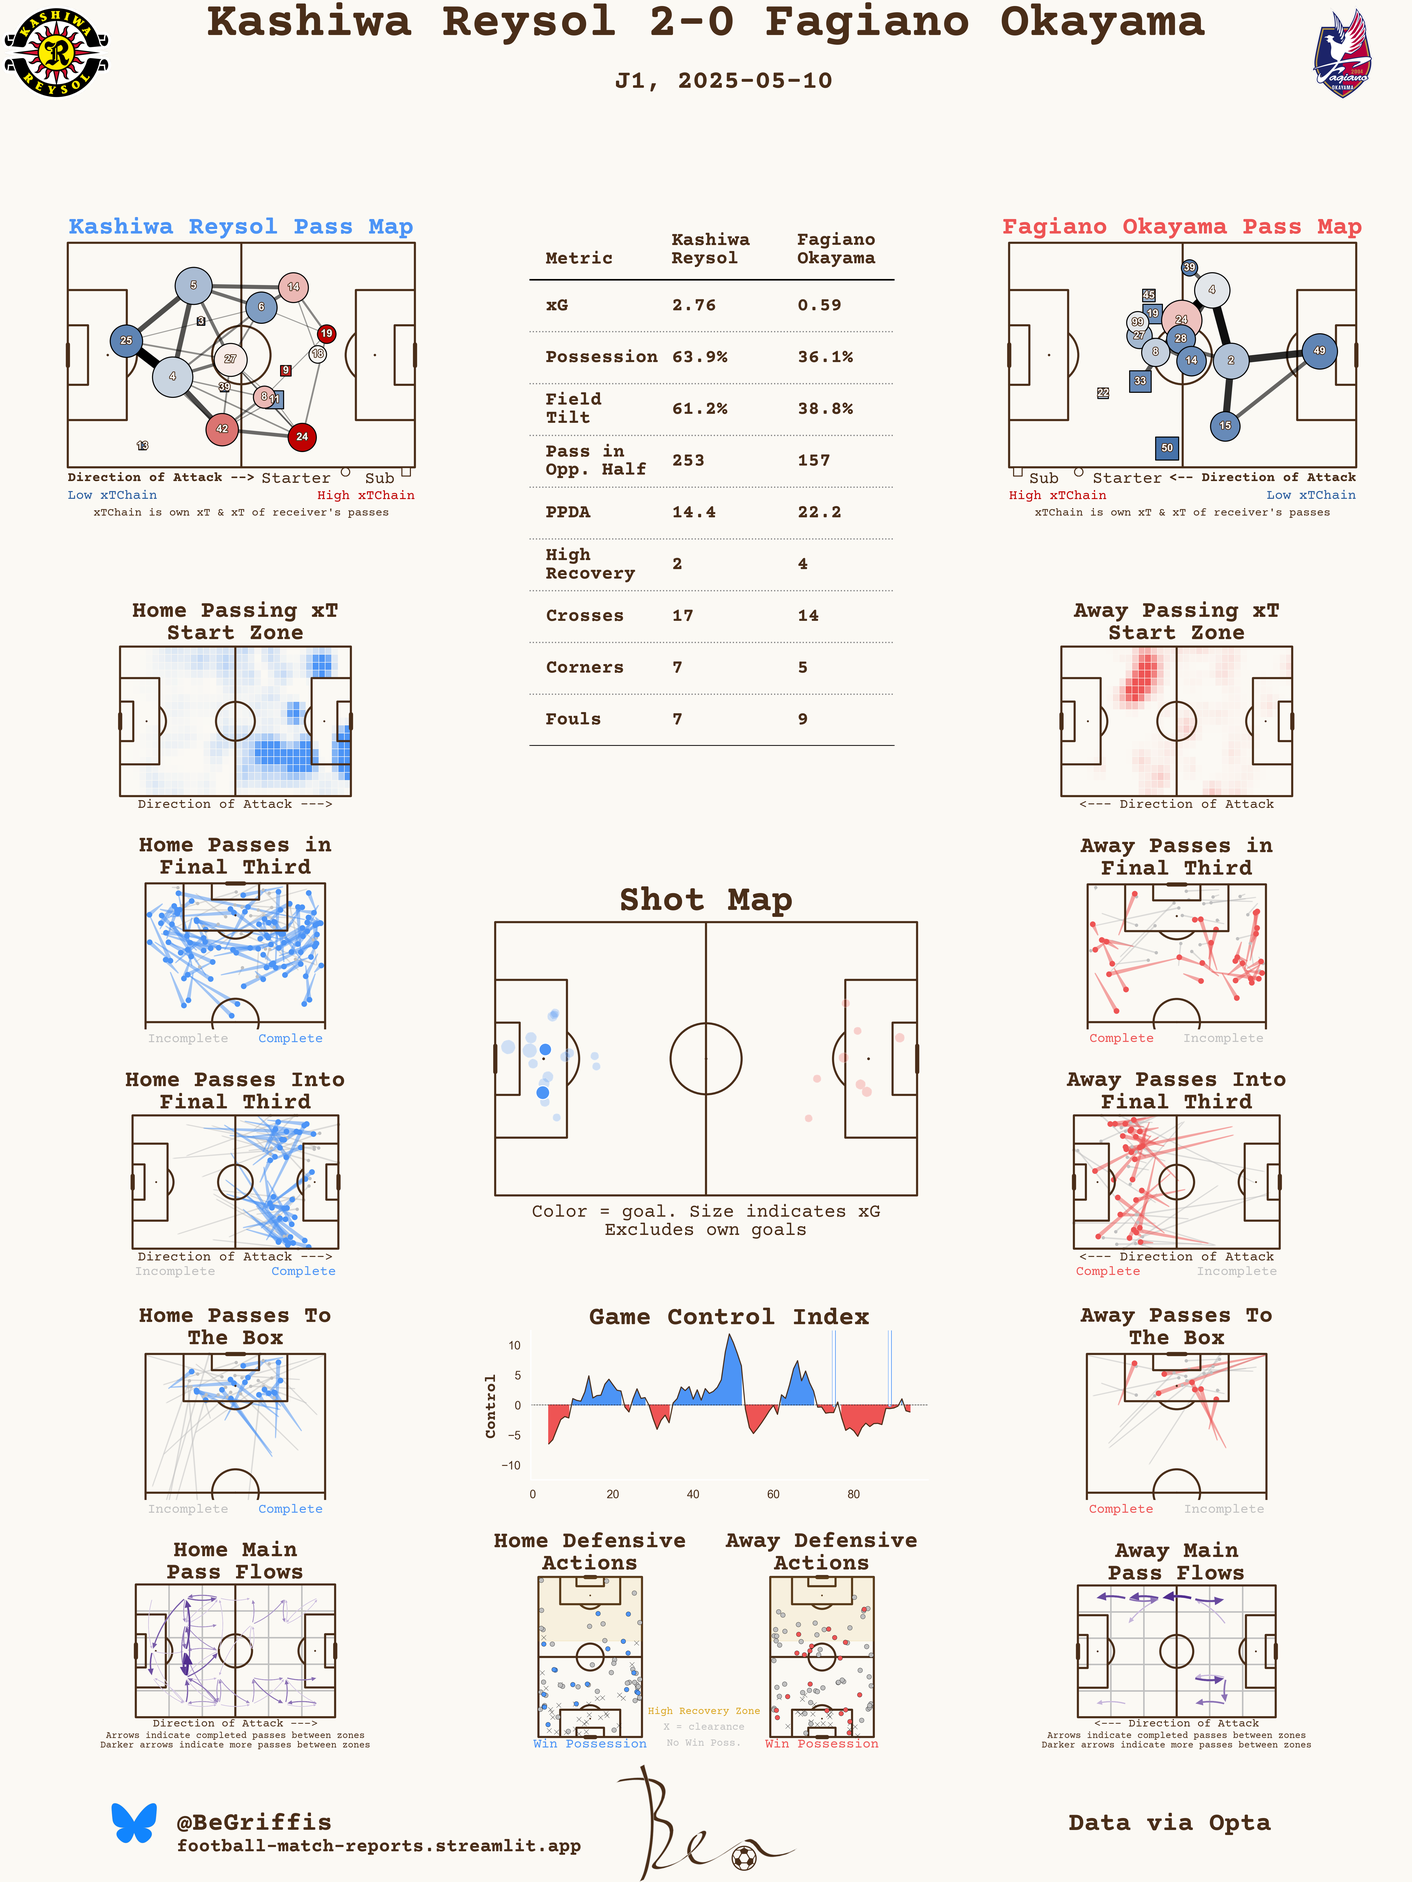 Kashiwa Reysol 2-0 Fagiano Okayama
J1, 2025-05-10
KASHIWA
R
REYSOL
2004
Fagiano
OKAYAMA
Kashiwa Reysol Pass Map
5
14
6
3
19
25
18
27
9
4
39
8
11
42
24
13
Direction of Attack --> Starter Sub
Low xTChain High xTChain
xTChain is own xT & xT of receiver's passes
Metric Kashiwa Reysol Fagiano Okayama
xG 2.76 0.59
Possession 63.9% 36.1%
Field Tilt 61.2% 38.8%
Pass in Opp. Half 253 157
PPDA 14.4 22.2
High Recovery 2 4
Crosses 17 14
Corners 7 5
Fouls 7 9
Fagiano Okayama Pass Map
39
4
45
19
99
24
27
28
8
14
2
49
33
22
15
50
Sub Starter <-- Direction of Attack
High xTChain Low xTChain
xTChain is own xT & xT of receiver's passes
Home Passing xT
Start Zone
Direction of Attack --->
Away Passing xT
Start Zone
<--- Direction of Attack
Home Passes in
Final Third
Incomplete Complete
Away Passes in
Final Third
Complete Incomplete
Shot Map
Color = goal. Size indicates xG
Excludes own goals
Home Passes Into
Final Third
Direction of Attack --->
Incomplete Complete
Away Passes Into
Final Third
<--- Direction of Attack
Complete Incomplete
Home Passes To
The Box
Incomplete Complete
Game Control Index
Control
10
5
0
−5
−10
0 20 40 60 80
Away Passes To
The Box
Complete Incomplete
Home Main
Pass Flows
Direction of Attack --->
Arrows indicate completed passes between zones
Darker arrows indicate more passes between zones
Home Defensive
Actions
Win Possession
High Recovery Zone
X = clearance
No Win Poss.
Away Defensive
Actions
Win Possession
Away Main
Pass Flows
<--- Direction of Attack
Arrows indicate completed passes between zones
Darker arrows indicate more passes between zones
@BeGriffis
football-match-reports.streamlit.app
Ben
Data via Opta